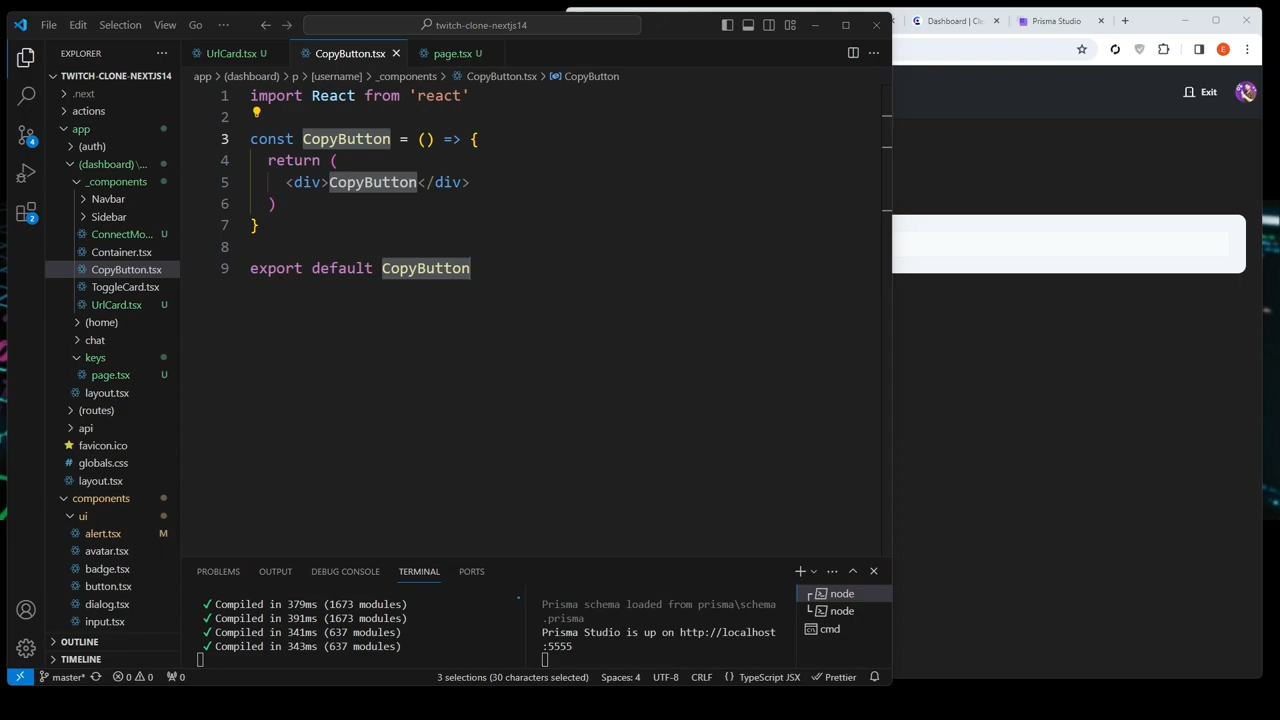 File Edit Selection View Go ··· twitch-clone-nextjs14
Dashboard | Cle
Prisma Studio
EXPLORER
UrlCard.tsx U
CopyButton.tsx
page.tsx U
app > (dashboard) > p > [username] > _components > CopyButton.tsx > CopyButton
E
Exit
TWITCH-CLONE-NEXTJS14
.next
actions
app
(auth)
(dashboard) \...
_components
Navbar
Sidebar
ConnectMo... U
Container.tsx
CopyButton.tsx
ToggleCard.tsx
UrlCard.tsx U
(home)
chat
keys
page.tsx U
layout.tsx
(routes)
api
favicon.ico
globals.css
layout.tsx
components
ui
alert.tsx M
avatar.tsx
badge.tsx
button.tsx
dialog.tsx
input.tsx
OUTLINE
TIMELINE
4
2
1 import React from 'react'
2
3 const CopyButton = () => {
4 return (
5 <div>CopyButton</div>
6 )
7 }
8
9 export default CopyButton
PROBLEMS OUTPUT DEBUG CONSOLE TERMINAL PORTS
✓ Compiled in 379ms (1673 modules)
✓ Compiled in 391ms (1673 modules)
✓ Compiled in 341ms (637 modules)
✓ Compiled in 343ms (637 modules)
Prisma schema loaded from prisma\schema
.prisma
Prisma Studio is up on http://localhost
:5555
node
node
cmd
master* 0 0 0 3 selections (30 characters selected) Spaces: 4 UTF-8 CRLF {} TypeScript JSX Prettier